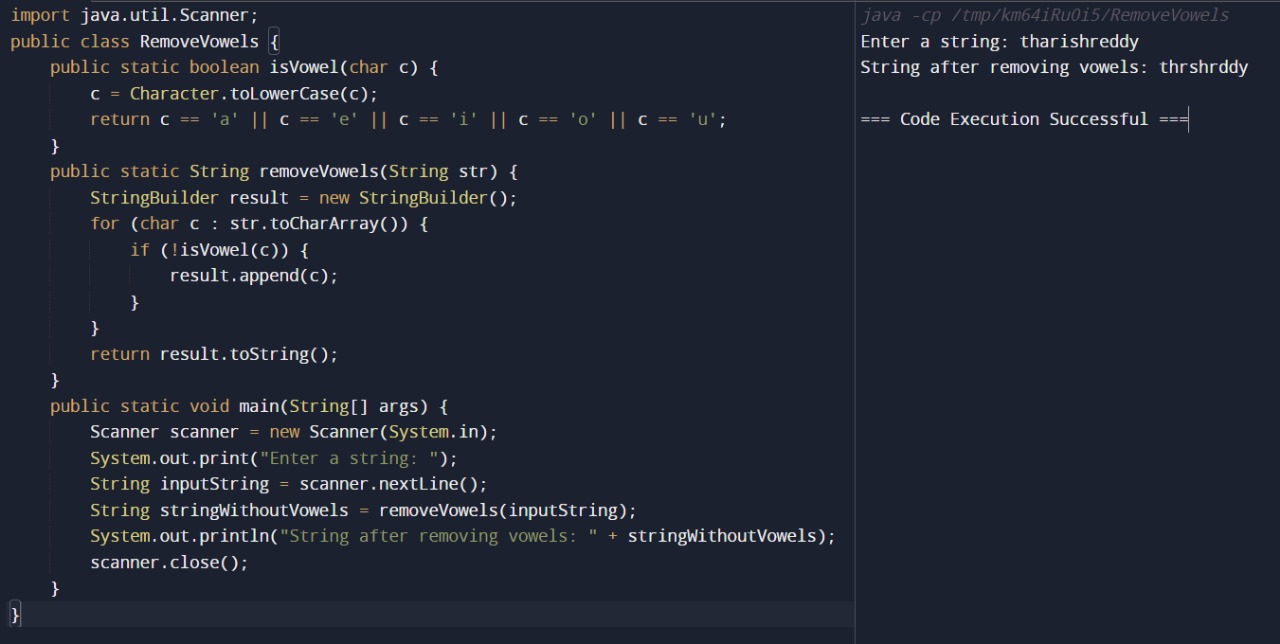 import java.util.Scanner;
public class RemoveVowels {
    public static boolean isVowel(char c) {
        c = Character.toLowerCase(c);
        return c == 'a' || c == 'e' || c == 'i' || c == 'o' || c == 'u';
    }
    public static String removeVowels(String str) {
        StringBuilder result = new StringBuilder();
        for (char c : str.toCharArray()) {
            if (!isVowel(c)) {
                result.append(c);
            }
        }
        return result.toString();
    }
    public static void main(String[] args) {
        Scanner scanner = new Scanner(System.in);
        System.out.print("Enter a string: ");
        String inputString = scanner.nextLine();
        String stringWithoutVowels = removeVowels(inputString);
        System.out.println("String after removing vowels: " + stringWithoutVowels);
        scanner.close();
    }
}
java -cp /tmp/km64iRuOi5/RemoveVowels
Enter a string: tharishreddy
String after removing vowels: thrshrddy
=== Code Execution Successful ===